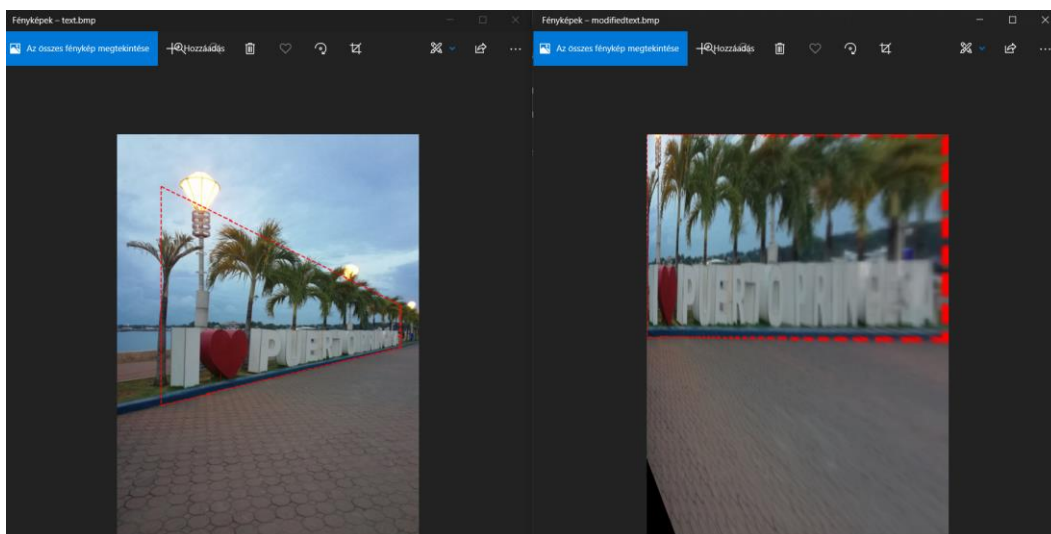 Fényképek – text.bmp
Az összes fénykép megtekintése
Hozzáadás
I PUERTO PRIN
Fényképek – modifiedtext.bmp
Az összes fénykép megtekintése
Hozzáadás
I PUERTO PRIN